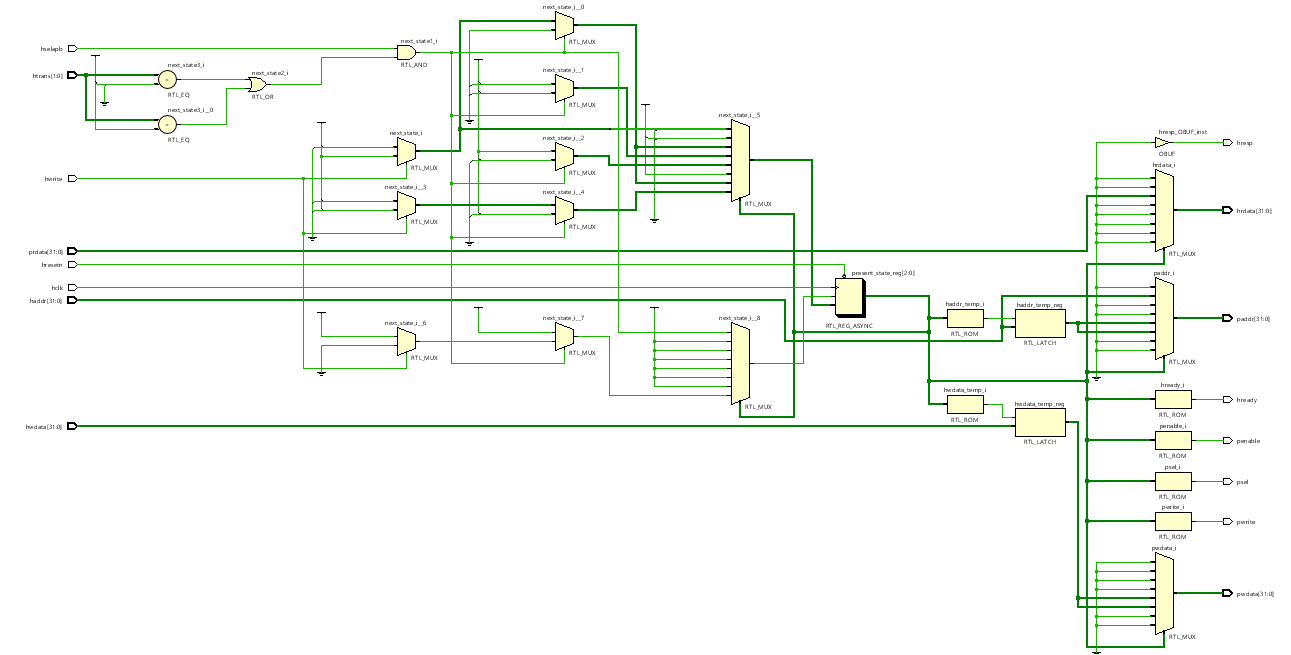 next_state_i__0
hselapb
next_state1_i
RTL_MUX
RTL_AND
htrans[1:0]
next_state3_i
next_state2_i
next_state_i__1
RTL_EQ
RTL_OR
RTL_MUX
next_state3_i__0
next_state_i__5
RTL_EQ
next_state_i
next_state_i__2
hresp_OBUF_inst
hresp
OBUF
RTL_MUX
RTL_MUX
hrdata_i
hwrite
next_state_i__3
next_state_i__4
RTL_MUX
hrdata[31:0]
RTL_MUX
RTL_MUX
prdata[31:0]
RTL_MUX
hresetn
present_state_reg[2:0]
paddr_i
hclk
haddr[31:0]
haddr_temp_i
haddr_temp_reg
next_state_i__6
next_state_i__7
next_state_i__8
RTL_REG_ASYNC
paddr[31:0]
RTL_ROM
RTL_LATCH
RTL_MUX
RTL_MUX
RTL_MUX
hready_i
hwdata_temp_i
hwdata_temp_reg
hready
RTL_MUX
RTL_ROM
RTL_ROM
hwdata[31:0]
penable_i
penable
RTL_LATCH
RTL_ROM
psel_i
psel
RTL_ROM
pwrite_i
pwrite
RTL_ROM
pwdata_i
pwdata[31:0]
RTL_MUX